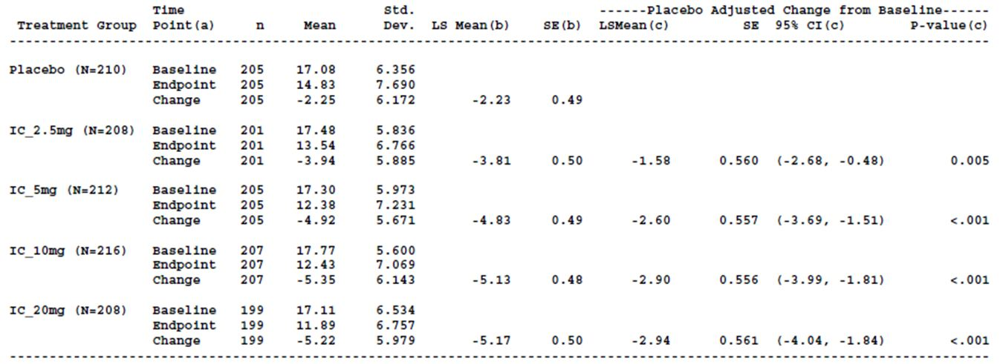 Time Std. ------Placebo Adjusted Change from Baseline------
Treatment Group Point(a) n Mean Dev. LS Mean(b) SE(b) LSMean(c) SE 95% CI(c) P-value(c)
Placebo (N=210) Baseline 205 17.08 6.356
Endpoint 205 14.83 7.690
Change 205 -2.25 6.172 -2.23 0.49
IC_2.5mg (N=208) Baseline 201 17.48 5.836
Endpoint 201 13.54 6.766
Change 201 -3.94 5.885 -3.81 0.50 -1.58 0.560 (-2.68, -0.48) 0.005
IC_5mg (N=212) Baseline 205 17.30 5.973
Endpoint 205 12.38 7.231
Change 205 -4.92 5.671 -4.83 0.49 -2.60 0.557 (-3.69, -1.51) <.001
IC_10mg (N=216) Baseline 207 17.77 5.600
Endpoint 207 12.43 7.069
Change 207 -5.35 6.143 -5.13 0.48 -2.90 0.556 (-3.99, -1.81) <.001
IC_20mg (N=208) Baseline 199 17.11 6.534
Endpoint 199 11.89 6.757
Change 199 -5.22 5.979 -5.17 0.50 -2.94 0.561 (-4.04, -1.84) <.001